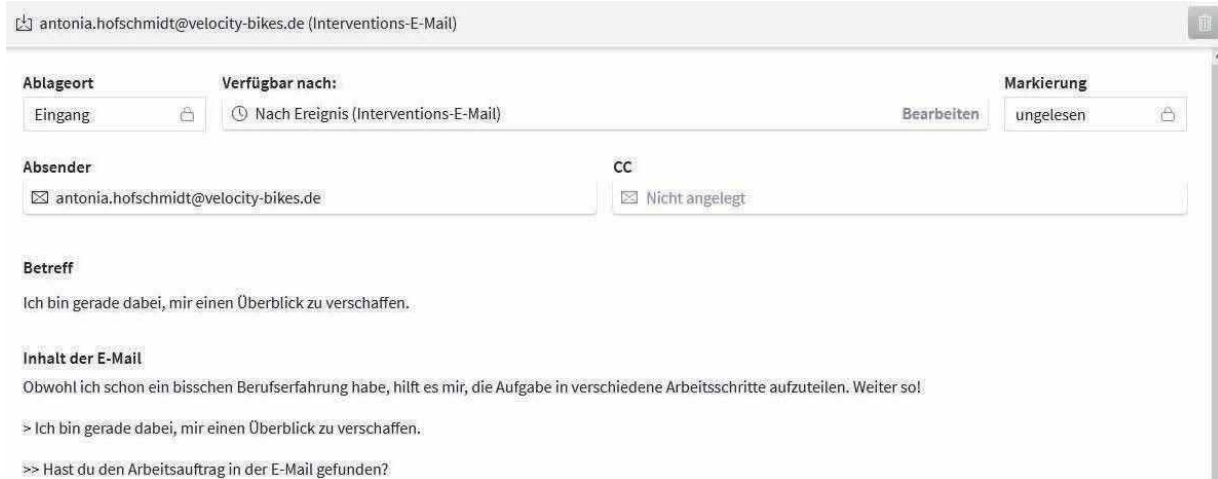 antonia.hofschmidt@velocity-bikes.de (Interventions-E-Mail)
Ablageort
Verfügbar nach:
Markierung
Eingang
Nach Ereignis (Interventions-E-Mail)
Bearbeiten
ungelesen
Absender
CC
antonia.hofschmidt@velocity-bikes.de
Nicht angelegt
Betreff
Ich bin gerade dabei, mir einen Überblick zu verschaffen.
Inhalt der E-Mail
Obwohl ich schon ein bisschen Berufserfahrung habe, hilft es mir, die Aufgabe in verschiedene Arbeitsschritte aufzuteilen. Weiter so!
> Ich bin gerade dabei, mir einen Überblick zu verschaffen.
>> Hast du den Arbeitsauftrag in der E-Mail gefunden?